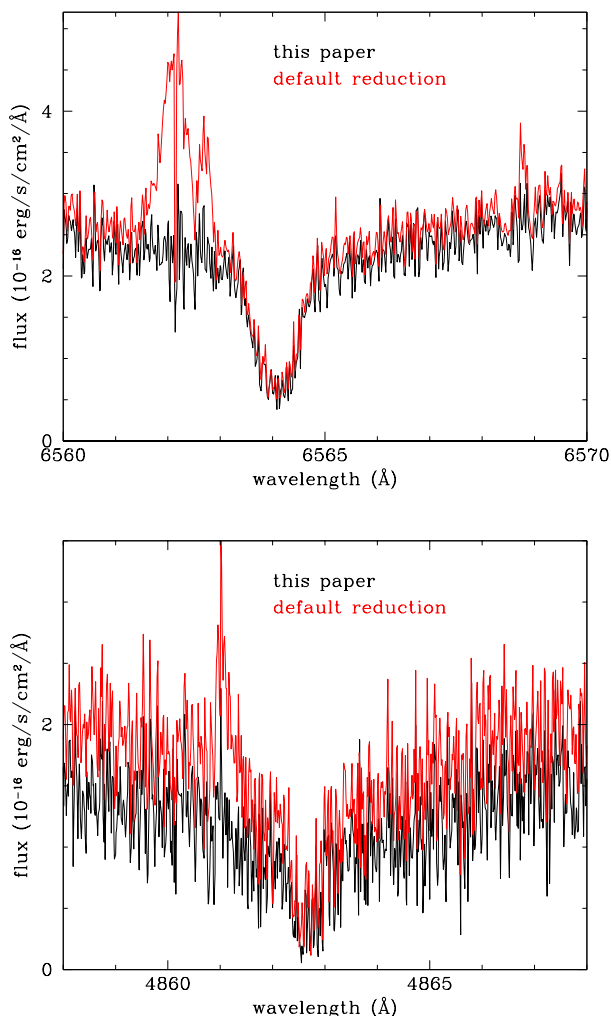 this paper
default reduction
4
2
0
flux (10⁻¹⁶ erg/s/cm²/Å)
6560
6565
6570
wavelength (Å)
this paper
default reduction
2
0
flux (10⁻¹⁶ erg/s/cm²/Å)
4860
4865
wavelength (Å)